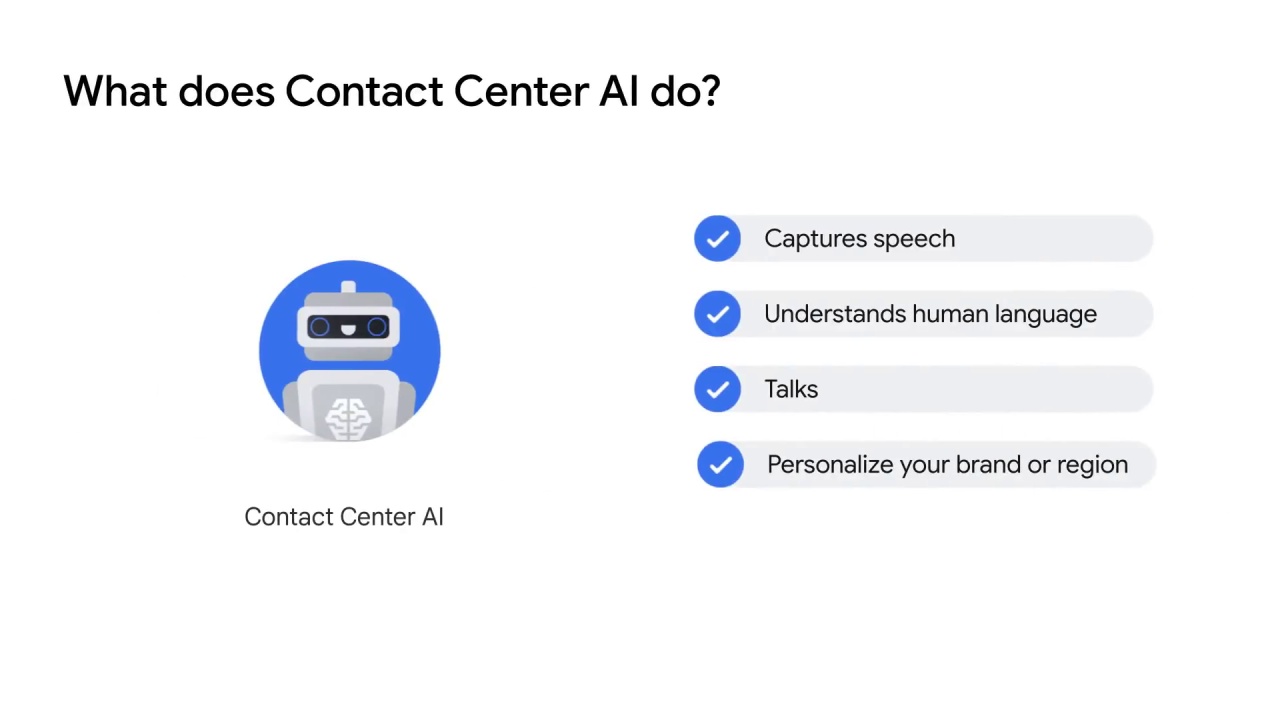 What does Contact Center AI do?
Captures speech
Understands human language
Talks
Personalize your brand or region
Contact Center AI